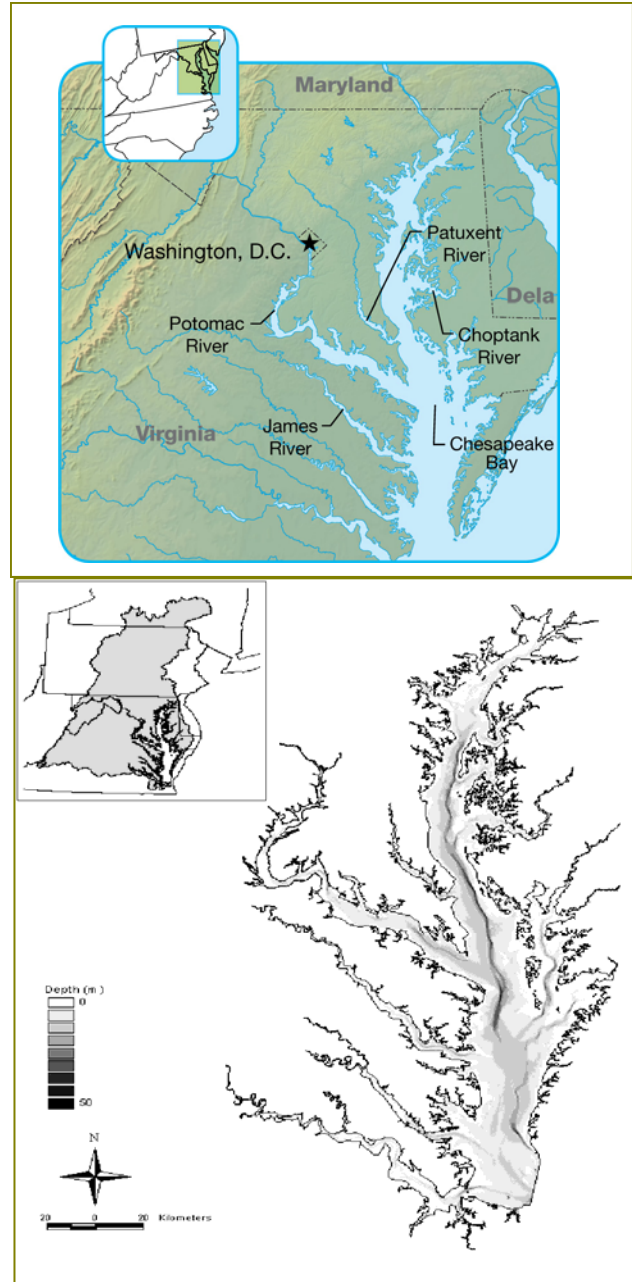 Maryland
Washington, D.C.
Patuxent
River
Dela
Potomac
River
Choptank
River
James
River
Virginia
Chesapeake
Bay
Depth (m)
0
50
N
20 0 20 Kilometers